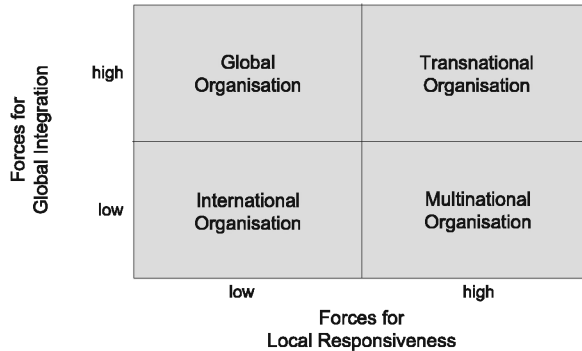 Forces for
Global Integration
high
Global
Organisation
Transnational
Organisation
low
International
Organisation
Multinational
Organisation
low
high
Forces for
Local Responsiveness